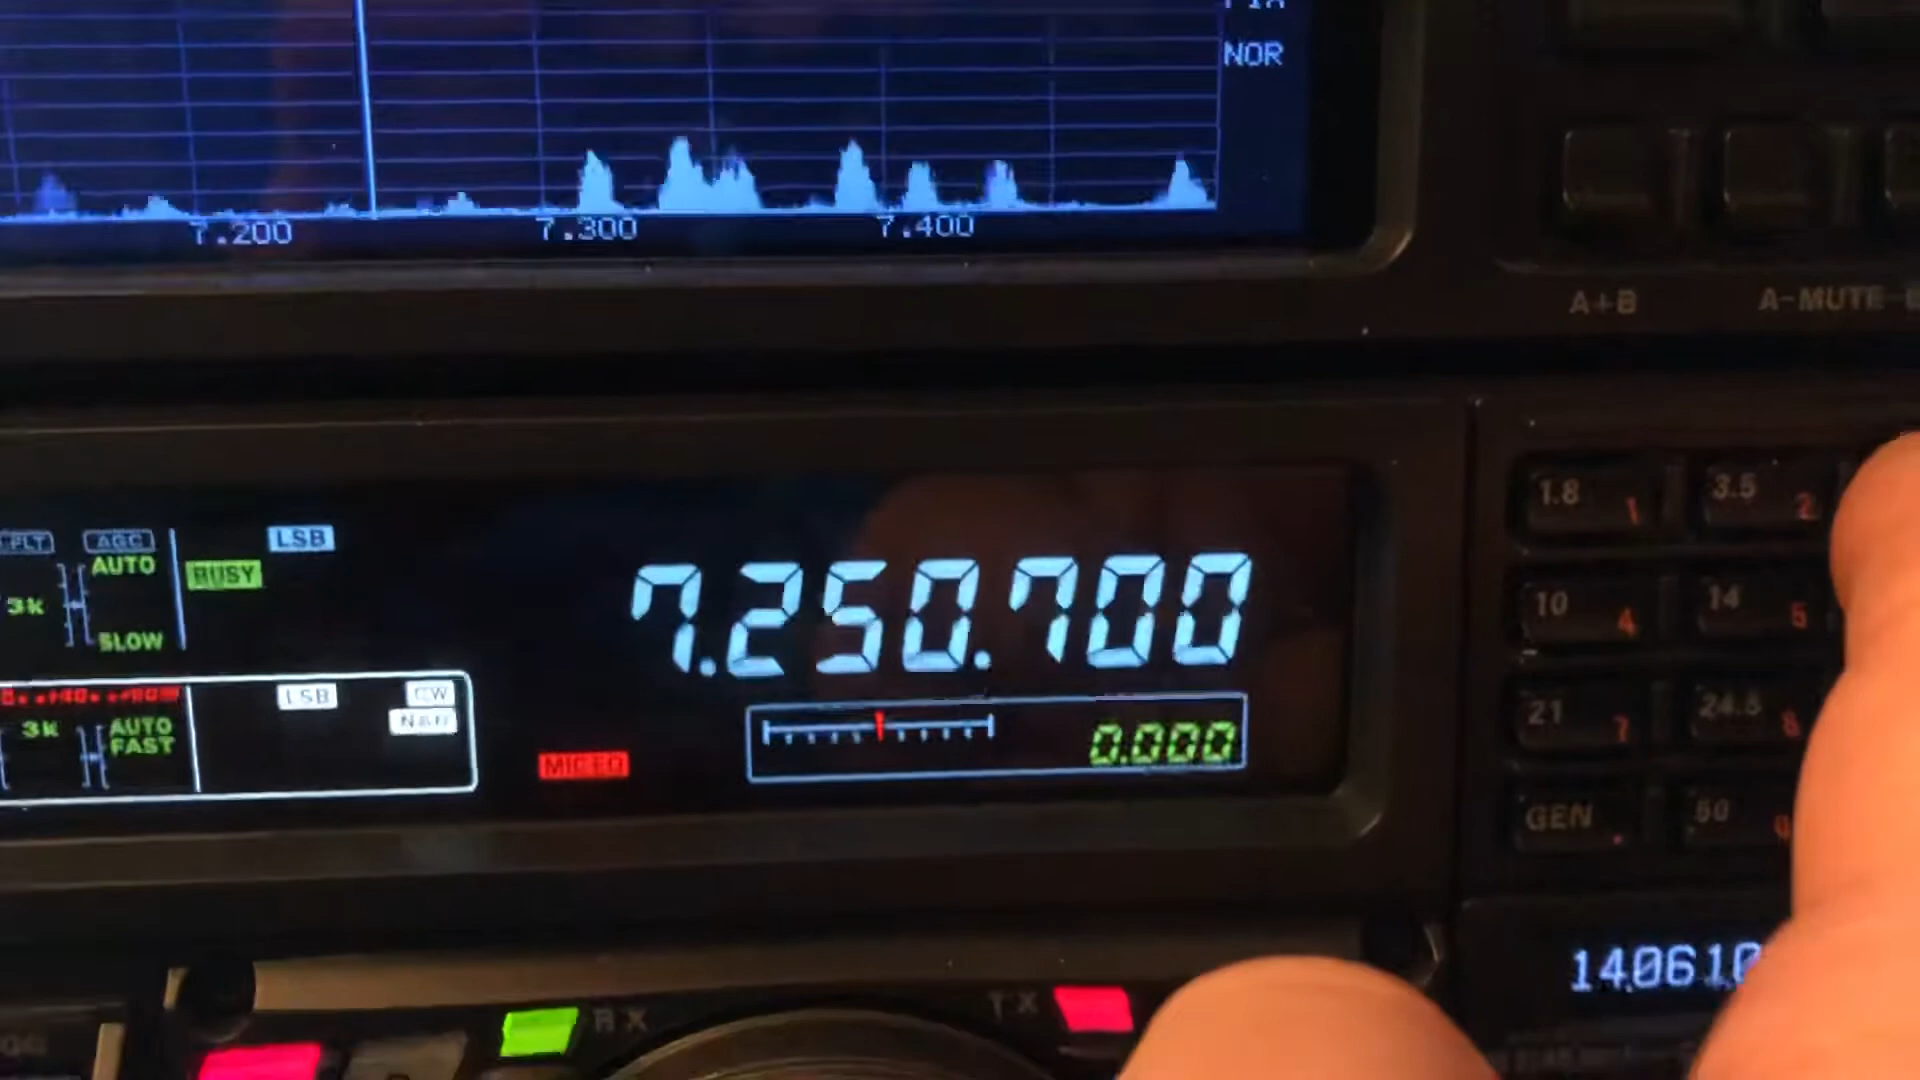 NOR
7.200 7.300 7.400
A+B A-MUTE
1.8 1 3.5 2
AGC LSB
AUTO
BUSY
7.250.700
3k
SLOW
10 4 14 5
LSB CW
NAR
3k AUTO
FAST
21 7 24.5 8
0.000
GEN . 50 0
RX TX